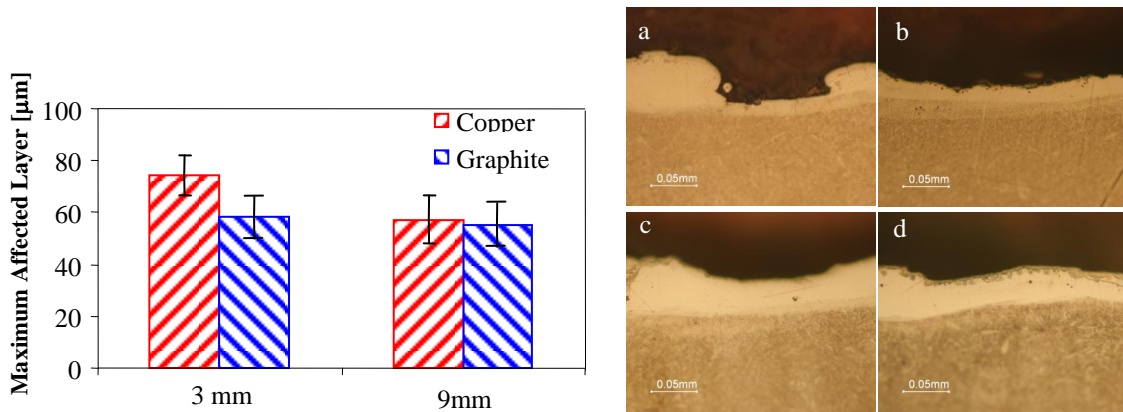 Maximum Affected Layer [µm]
100
80
60
40
20
0
Copper
Graphite
3 mm
9mm
a
0.05mm
b
0.05mm
c
0.05mm
d
0.05mm